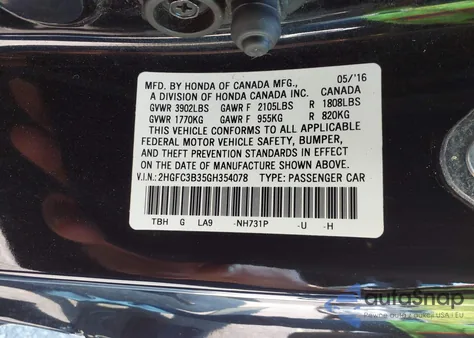 MFD. BY HONDA OF CANADA MFG., 05/'16
A DIVISION OF HONDA CANADA INC. CANADA
GVWR 3902LBS GAWR F 2105LBS R 1808LBS
GVWR 1770KG GAWR F 955KG R 820KG
THIS VEHICLE CONFORMS TO ALL APPLICABLE
FEDERAL MOTOR VEHICLE SAFETY, BUMPER,
AND THEFT PREVENTION STANDARDS IN EFFECT
ON THE DATE OF MANUFACTURE SHOWN ABOVE.
V.I.N.: 2HGFC3B35GH354078 TYPE: PASSENGER CAR
TBH G LA9 -NH731P -U -H
autoSnap